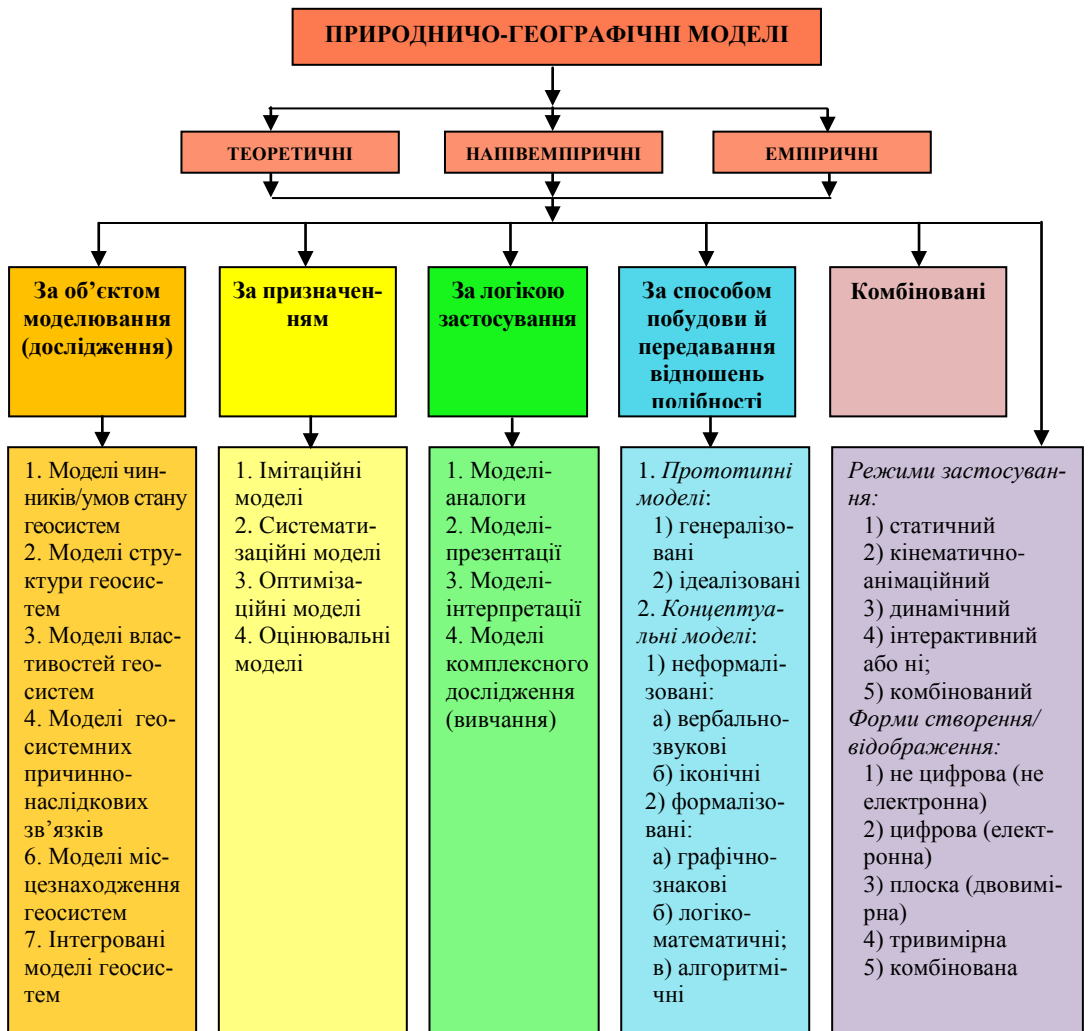 ПРИРОДНИЧО-ГЕОГРАФІЧНІ МОДЕЛІ
ТЕОРЕТИЧНІ
НАПІВЕМПІРИЧНІ
ЕМПІРИЧНІ
За об’єктом
моделювання
(дослідження)
За призначен-
ням
За логікою
застосування
За способом
побудови й
передавання
відношень
подібності
Комбіновані
1. Моделі чин-
ників/умов стану
геосистем
2. Моделі стру-
ктури геосис-
тем
3. Моделі влас-
тивостей гео-
систем
4. Моделі гео-
системних
причинно-
наслідкових
зв’язків
6. Моделі міс-
цезнаходження
геосистем
7. Інтегровані
моделі геосис-
тем
1. Імітаційні
моделі
2. Системати-
заційні моделі
3. Оптиміза-
ційні моделі
4. Оцінювальні
моделі
1. Моделі-
аналоги
2. Моделі-
презентації
3. Моделі-
інтерпретації
4. Моделі
комплексного
дослідження
(вивчання)
1. Прототипні
моделі:
1) генералізо-
вані
2) ідеалізовані
2. Концептуа-
льні моделі:
1) неформалі-
зовані:
а) вербально-
звукові
б) іконічні
2) формалізо-
вані:
а) графічно-
знакові
б) логіко-
математичні;
в) алгоритмі-
чні
Режими застосуван-
ня:
1) статичний
2) кінематично-
анімаційний
3) динамічний
4) інтерактивний
або ні;
5) комбінований
Форми створення/
відображення:
1) не цифрова (не
електронна)
2) цифрова (елект-
ронна)
3) плоска (двовимі-
рна)
4) тривимірна
5) комбінована